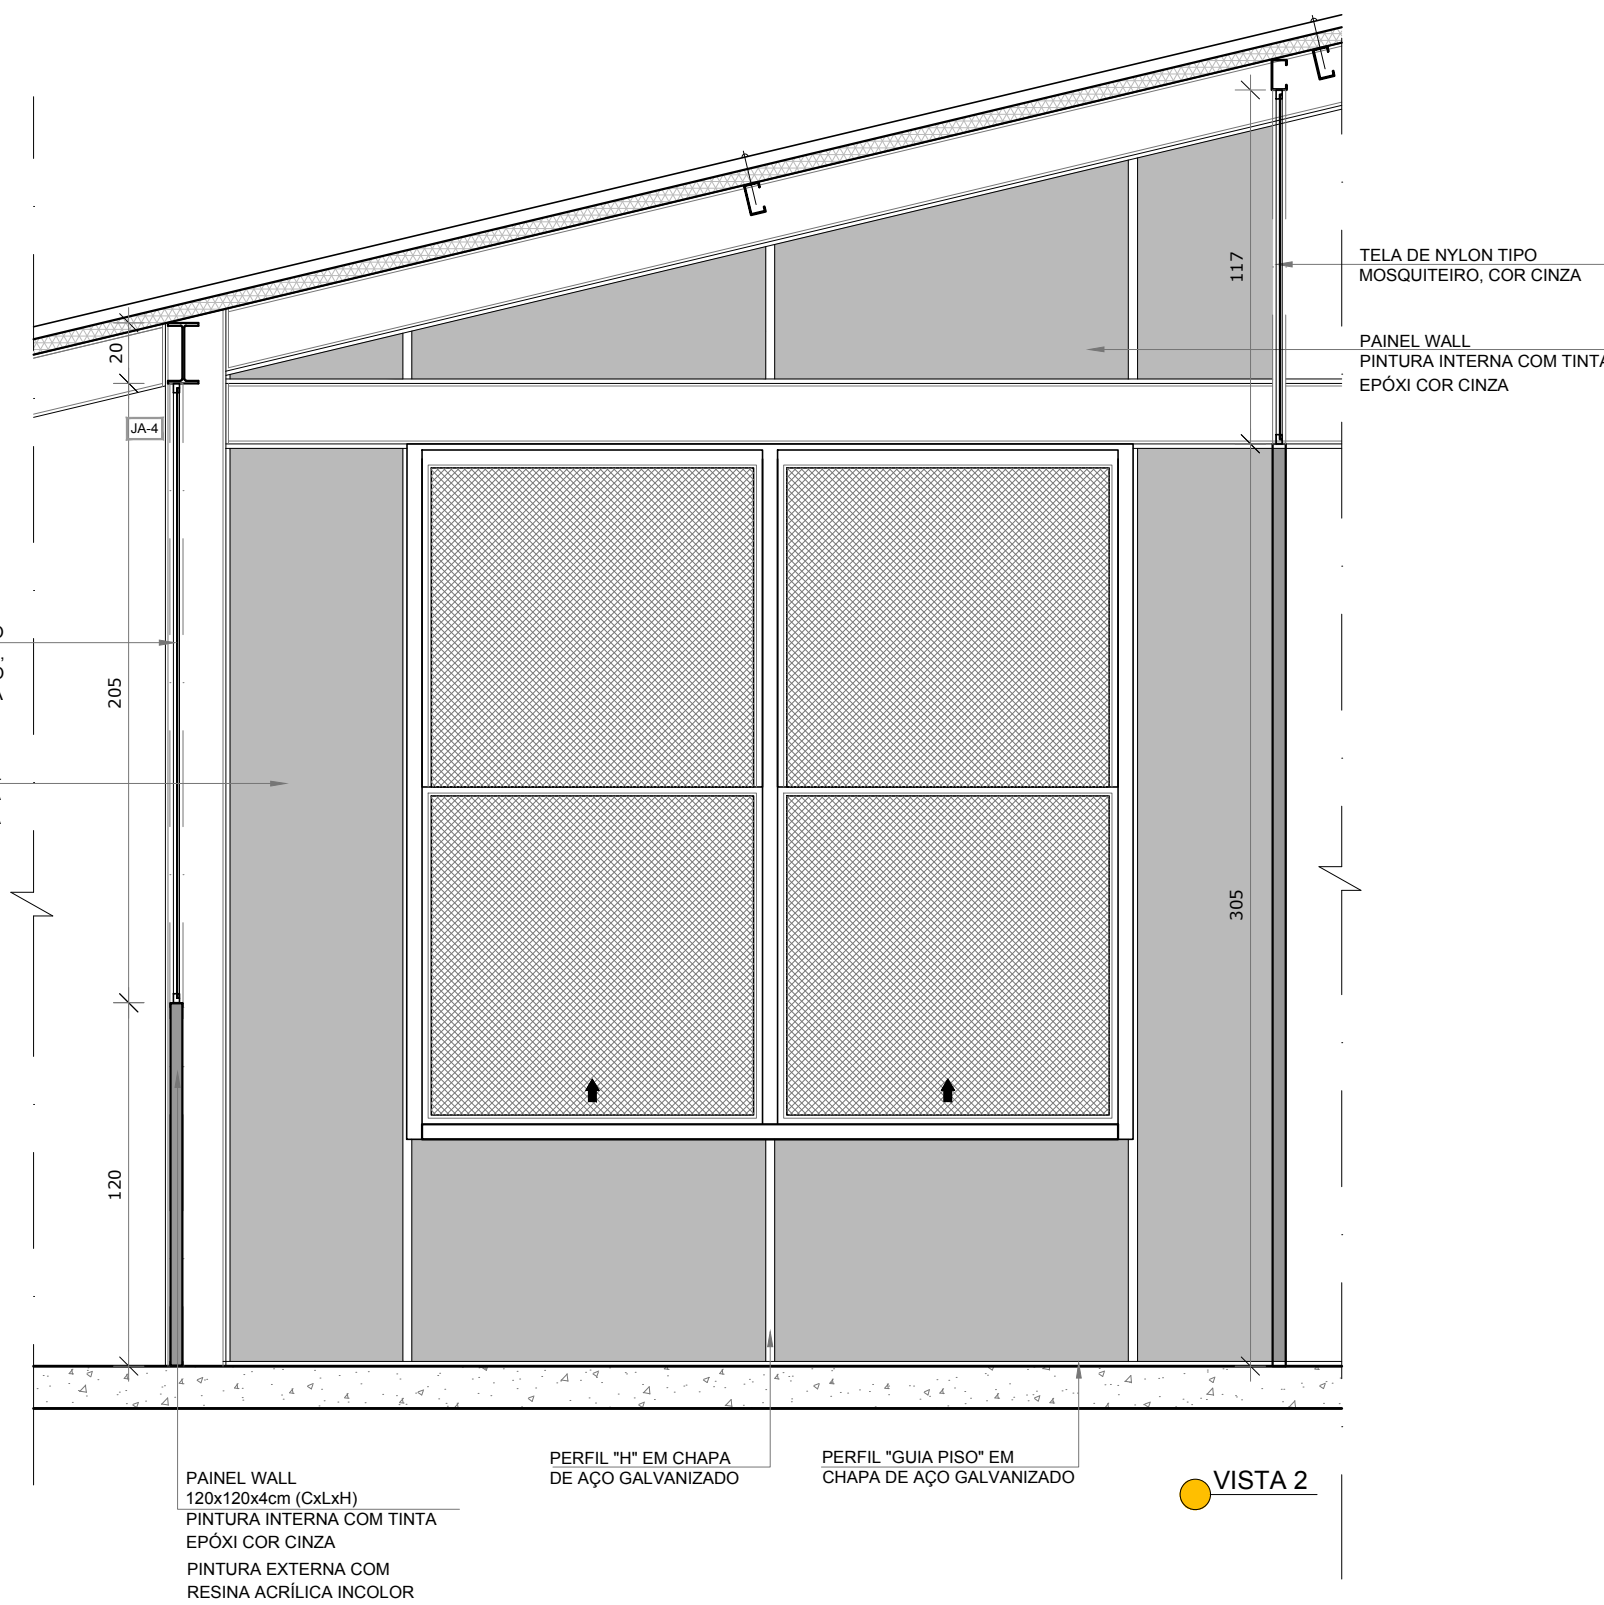 117
TELA DE NYLON TIPO
MOSQUITEIRO, COR CINZA
PAINEL WALL
PINTURA INTERNA COM TINTA
EPÓXI COR CINZA
20
JA-4
205
305
120
PERFIL "H" EM CHAPA
DE AÇO GALVANIZADO
PERFIL "GUIA PISO" EM
CHAPA DE AÇO GALVANIZADO
VISTA 2
PAINEL WALL
120x120x4cm (CxLxH)
PINTURA INTERNA COM TINTA
EPÓXI COR CINZA
PINTURA EXTERNA COM
RESINA ACRÍLICA INCOLOR